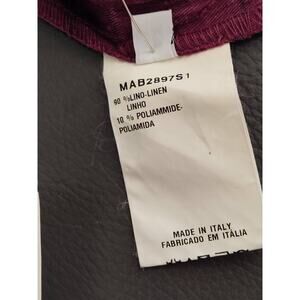 MAB2897S1
90 %LINO-LINEN
LINHO
10 % POLIAMMIDE-
POLIAMIDA
MADE IN ITALY
FABRICADO EM ITÁLIA